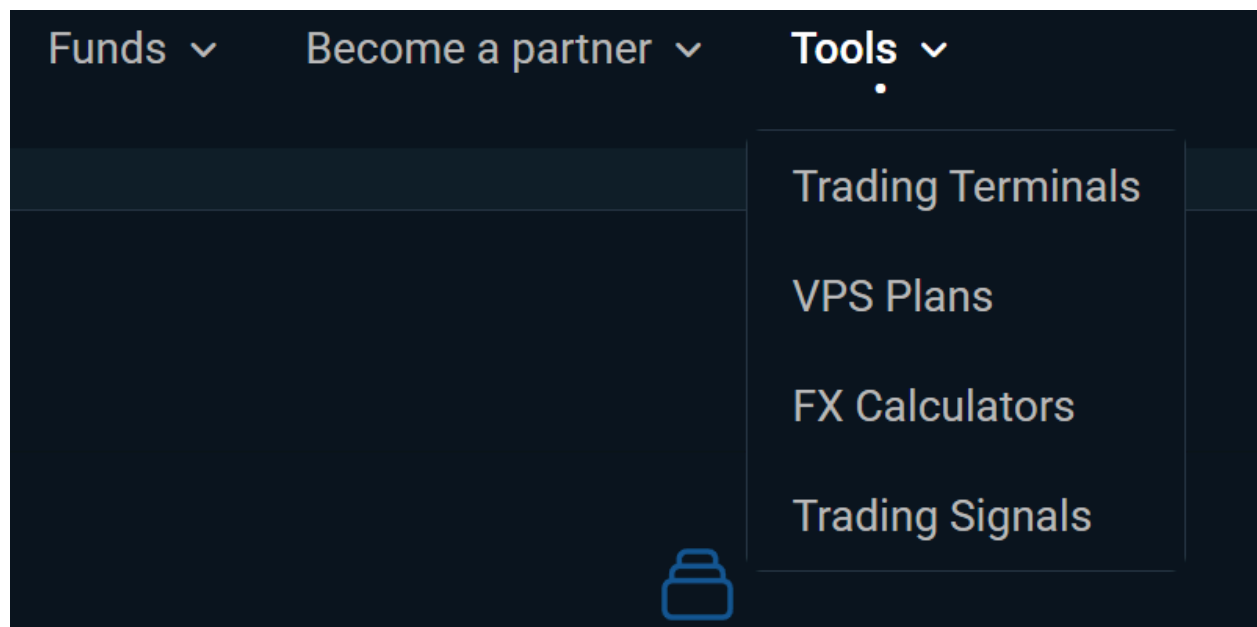 Funds Become a partner Tools
Trading Terminals
VPS Plans
FX Calculators
Trading Signals